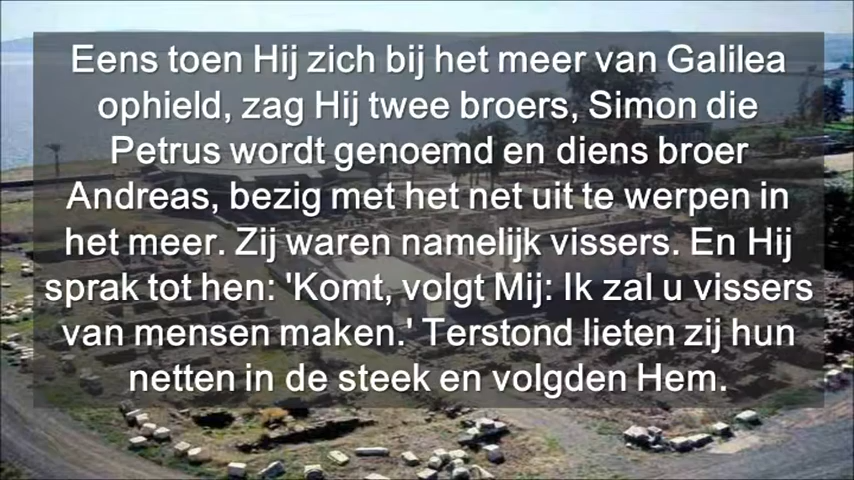 Eens toen Hij zich bij het meer van Galilea
ophield, zag Hij twee broers, Simon die
Petrus wordt genoemd en diens broer
Andreas, bezig met het net uit te werpen in
het meer. Zij waren namelijk vissers. En Hij
sprak tot hen: 'Komt, volgt Mij: Ik zal u vissers
van mensen maken.' Terstond lieten zij hun
netten in de steek en volgden Hem.